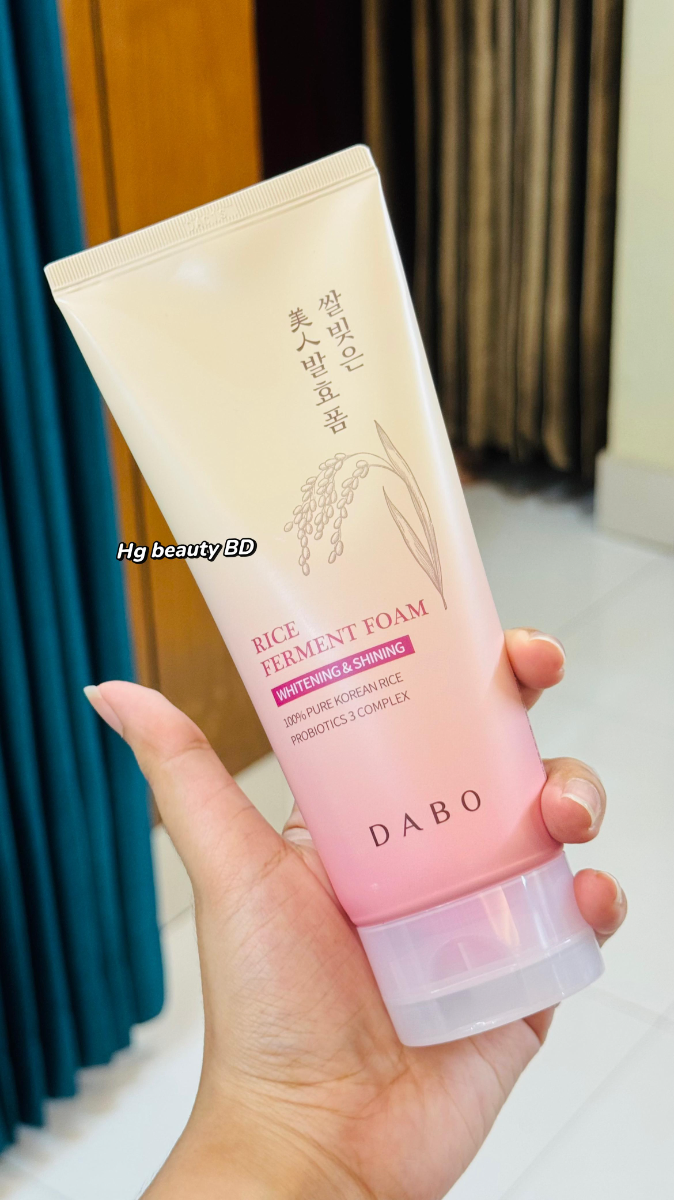 쌀빚은
美人발효폼
Hg beauty BD
RICE
FERMENT FOAM
WHITENING & SHINING
100% PURE KOREAN RICE
PROBIOTICS 3 COMPLEX
DABO